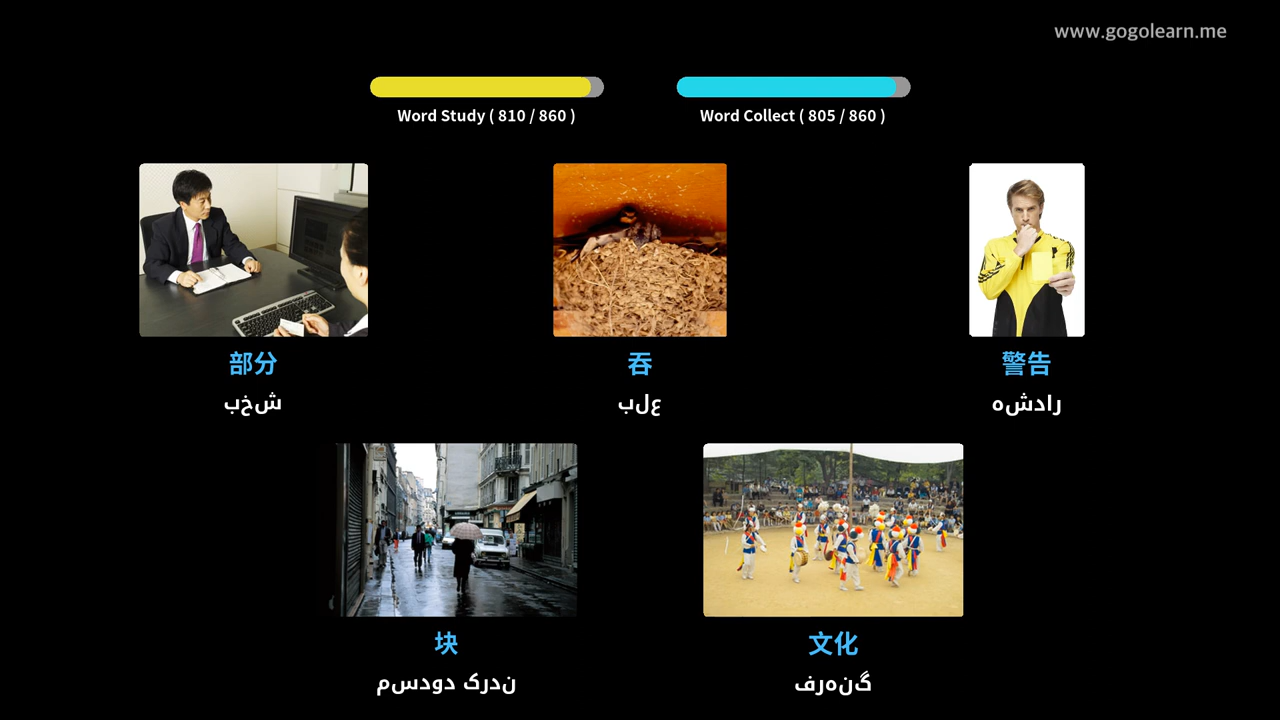 www.gogolearn.me
Word Study ( 810 / 860 )
Word Collect ( 805 / 860 )
部分
شخب
吞
علب
警告
رادشه
块
ندرک دودسم
文化
گنهرف